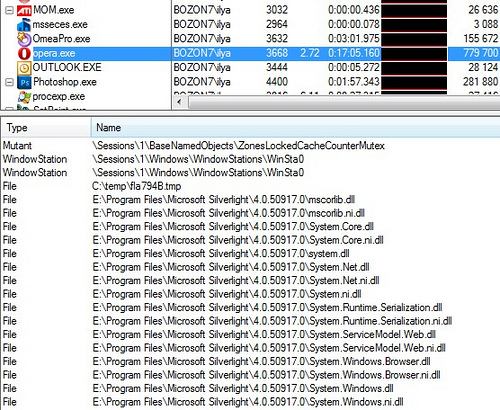 MOM.exe BOZON7\ilya 3032 0:00:00.436 26 636
msseces.exe BOZON7\ilya 2964 0:00:00.078 3 088
OmeaPro.exe BOZON7\ilya 3632 0:03:01.975 155 672
opera.exe BOZON7\ilya 3668 2.72 0:17:05.160 779 700
OUTLOOK.EXE BOZON7\ilya 3444 0:00:05.272 28 124
Photoshop.exe BOZON7\ilya 4400 0:01:57.343 281 880
procexp.exe
Type Name
Mutant \Sessions\1\BaseNamedObjects\ZonesLockedCacheCounterMutex
WindowStation \Sessions\1\Windows\WindowStations\WinSta0
WindowStation \Sessions\1\Windows\WindowStations\WinSta0
File C:\temp\fla794B.tmp
File E:\Program Files\Microsoft Silverlight\4.0.50917.0\mscorlib.dll
File E:\Program Files\Microsoft Silverlight\4.0.50917.0\mscorlib.ni.dll
File E:\Program Files\Microsoft Silverlight\4.0.50917.0\System.Core.dll
File E:\Program Files\Microsoft Silverlight\4.0.50917.0\System.Core.ni.dll
File E:\Program Files\Microsoft Silverlight\4.0.50917.0\system.dll
File E:\Program Files\Microsoft Silverlight\4.0.50917.0\System.Net.dll
File E:\Program Files\Microsoft Silverlight\4.0.50917.0\System.Net.ni.dll
File E:\Program Files\Microsoft Silverlight\4.0.50917.0\System.ni.dll
File E:\Program Files\Microsoft Silverlight\4.0.50917.0\System.Runtime.Serialization.dll
File E:\Program Files\Microsoft Silverlight\4.0.50917.0\System.Runtime.Serialization.ni.dll
File E:\Program Files\Microsoft Silverlight\4.0.50917.0\System.ServiceModel.Web.dll
File E:\Program Files\Microsoft Silverlight\4.0.50917.0\System.ServiceModel.Web.ni.dll
File E:\Program Files\Microsoft Silverlight\4.0.50917.0\System.Windows.Browser.dll
File E:\Program Files\Microsoft Silverlight\4.0.50917.0\System.Windows.Browser.ni.dll
File E:\Program Files\Microsoft Silverlight\4.0.50917.0\System.Windows.dll
File E:\Program Files\Microsoft Silverlight\4.0.50917.0\System.Windows.ni.dll